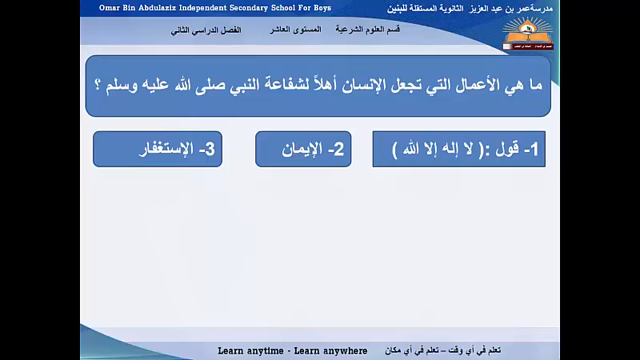 مدرسةعمر بن عبد العزيز الثانوية المستقلة للبنين
Omar Bin Abdulaziz Independent Secondary School For Boys
قسم العلوم الشرعية المستوى العاشر الفصل الدراسي الثاني
ما هي الأعمال التي تجعل الإنسان أهلاً لشفاعة النبي صلى الله عليه وسلم ؟
1- قول :( لا إله إلا الله )
2- الإيمان
3- الإستغفار
تعلم في أي وقت – تعلم في أي مكان
Learn anytime - Learn anywhere